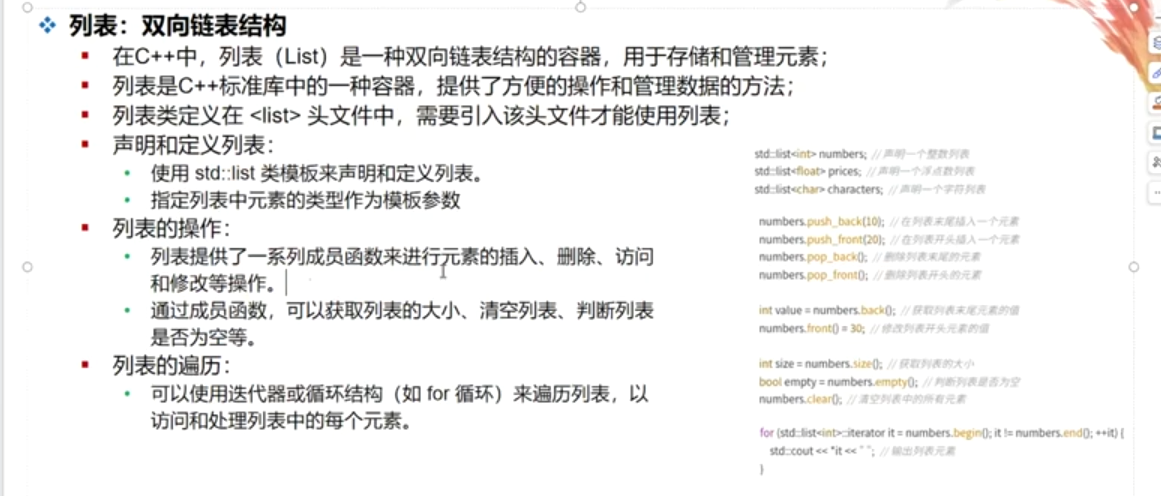 列表：双向链表结构
在C++中，列表（List）是一种双向链表结构的容器，用于存储和管理元素；
列表是C++标准库中的一种容器，提供了方便的操作和管理数据的方法；
列表类定义在 <list> 头文件中，需要引入该头文件才能使用列表；
声明和定义列表：
使用 std::list 类模板来声明和定义列表。
指定列表中元素的类型作为模板参数
列表的操作：
列表提供了一系列成员函数来进行元素的插入、删除、访问
和修改等操作。
通过成员函数，可以获取列表的大小、清空列表、判断列表
是否为空等。
列表的遍历：
可以使用迭代器或循环结构（如 for 循环）来遍历列表，以
访问和处理列表中的每个元素。
std::list<int> numbers; // 声明一个整数列表
std::list<float> prices; // 声明一个浮点数列表
std::list<char> characters; // 声明一个字符列表
numbers.push_back(10); // 在列表末尾插入一个元素
numbers.push_front(20); // 在列表开头插入一个元素
numbers.pop_back(); // 删除列表末尾的元素
numbers.pop_front(); // 删除列表开头的元素
int value = numbers.back(); // 获取列表末尾元素的值
numbers.front() = 30; // 修改列表开头元素的值
int size = numbers.size(); // 获取列表的大小
bool empty = numbers.empty(); // 判断列表是否为空
numbers.clear(); // 清空列表中的所有元素
for (std::list<int>::iterator it = numbers.begin(); it != numbers.end(); ++it) {
std::cout << *it << " "; // 输出列表元素
}